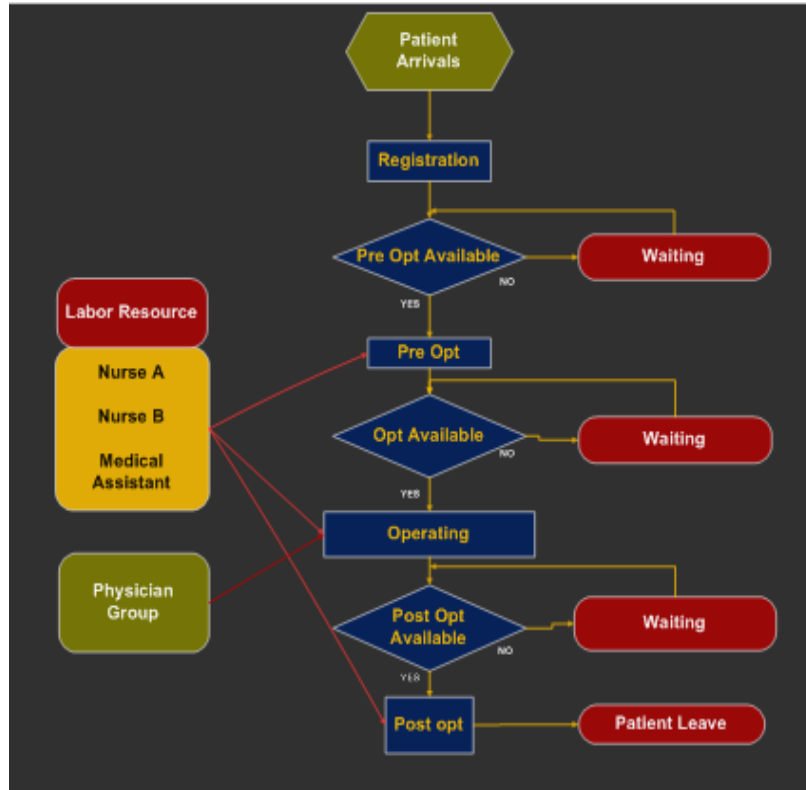 Patient
Arrivals
Registration
Pre Opt Available
NO
Waiting
YES
Labor Resource
Nurse A
Nurse B
Medical
Assistant
Pre Opt
Opt Available
NO
Waiting
YES
Operating
Physician
Group
Post Opt
Available
NO
Waiting
YES
Post opt
Patient Leave